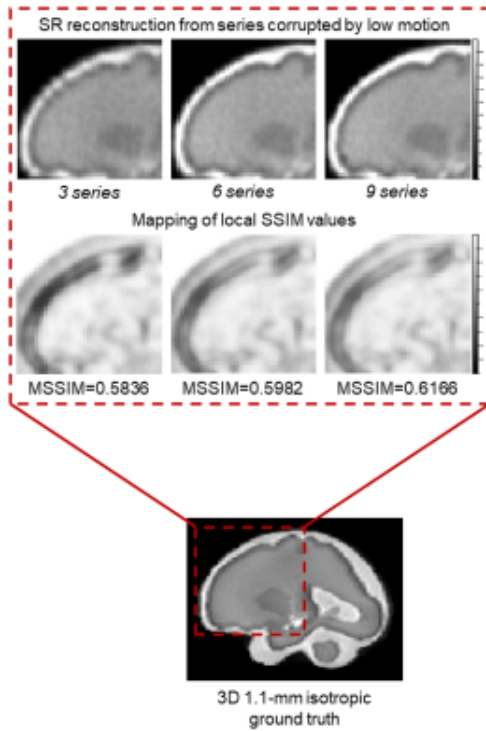 SR reconstruction from series corrupted by low motion
3 series
6 series
9 series
Mapping of local SSIM values
MSSIM=0.5836
MSSIM=0.5982
MSSIM=0.6166
3D 1.1-mm isotropic
ground truth